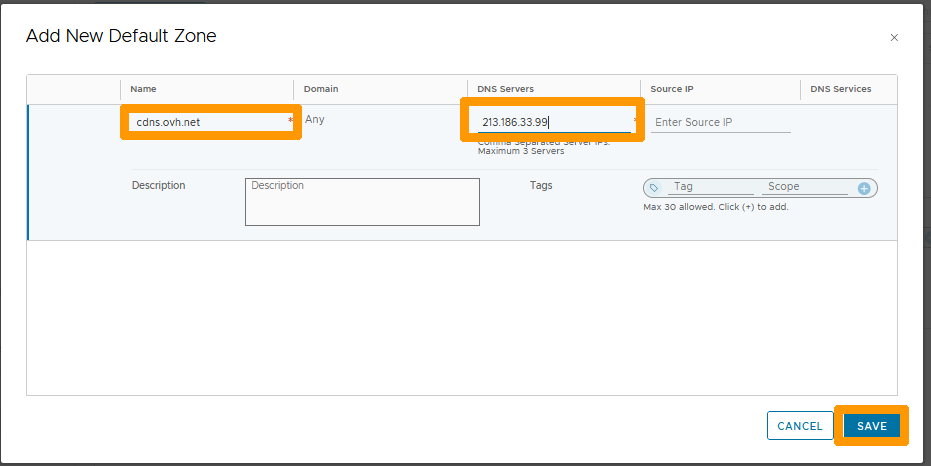 Add New Default Zone
×
Name Domain DNS Servers Source IP DNS Services
cdns.ovh.net * Any 213.186.33.99 * Enter Source IP
Comma Separated Server IPs.
Maximum 3 Servers
Description Description Tags Tag Scope
Max 30 allowed. Click (+) to add.
CANCEL SAVE